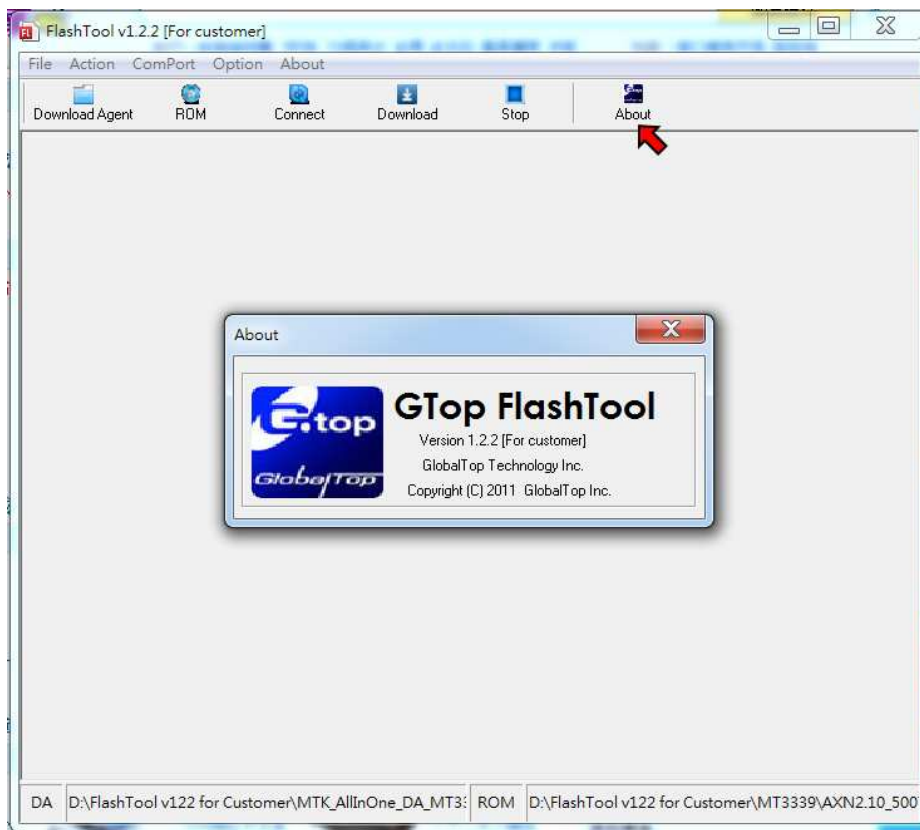 FlashTool v1.2.2 [For customer]
File Action ComPort Option About
Download Agent ROM Connect Download Stop About
About
G.top
GlobalTop
GTop FlashTool
Version 1.2.2 [For customer]
GlobalTop Technology Inc.
Copyright (C) 2011 GlobalTop Inc.
DA D:\FlashTool v122 for Customer\MTK_AllInOne_DA_MT33 ROM D:\FlashTool v122 for Customer\MT3339\AXN2.10_500